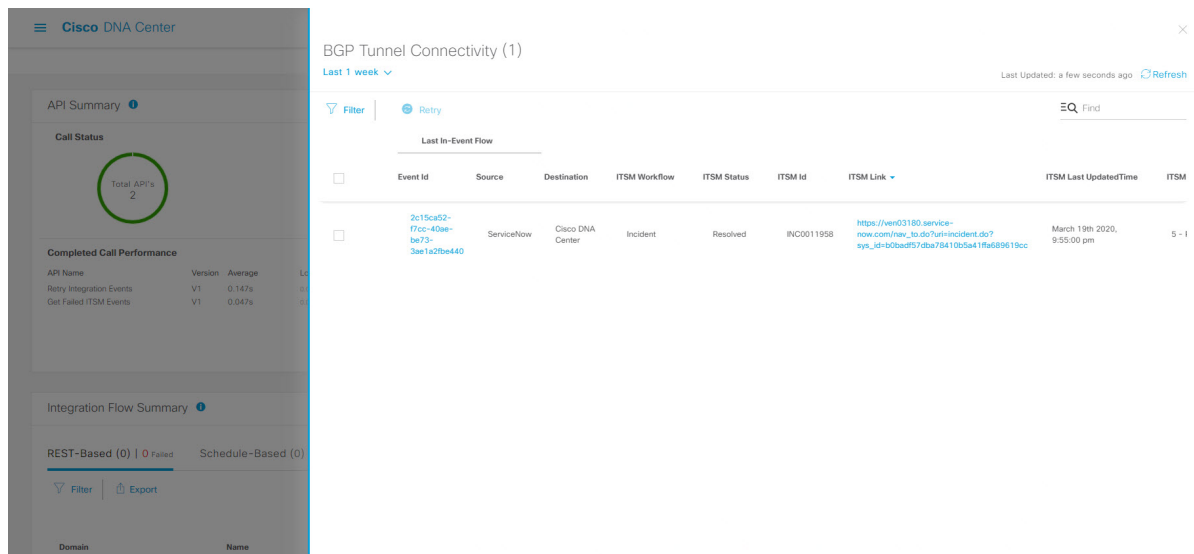 Cisco DNA Center
API Summary
Call Status
Total API's
2
Completed Call Performance
API Name Version Average
Retry Integration Events V1 0.147s
Get Failed ITSM Events V1 0.047s
Integration Flow Summary
REST-Based (0) | 0 Failed Schedule-Based (0)
Filter Export
Domain Name
BGP Tunnel Connectivity (1)
Last 1 week
Last Updated: a few seconds ago Refresh
Filter Retry
Find
Last In-Event Flow
Event Id Source Destination ITSM Workflow ITSM Status ITSM Id ITSM Link ITSM Last UpdatedTime ITSM
2c15ca52-
f7cc-40ae-
be73-
3ae1a2fbe440
ServiceNow
Cisco DNA
Center
Incident
Resolved
INC0011958
https://ven03180.service-
now.com/nav_to.do?uri=incident.do?
sys_id=b0badf57dba78410b5a41ffa689619cc
March 19th 2020,
9:55:00 pm
5 -